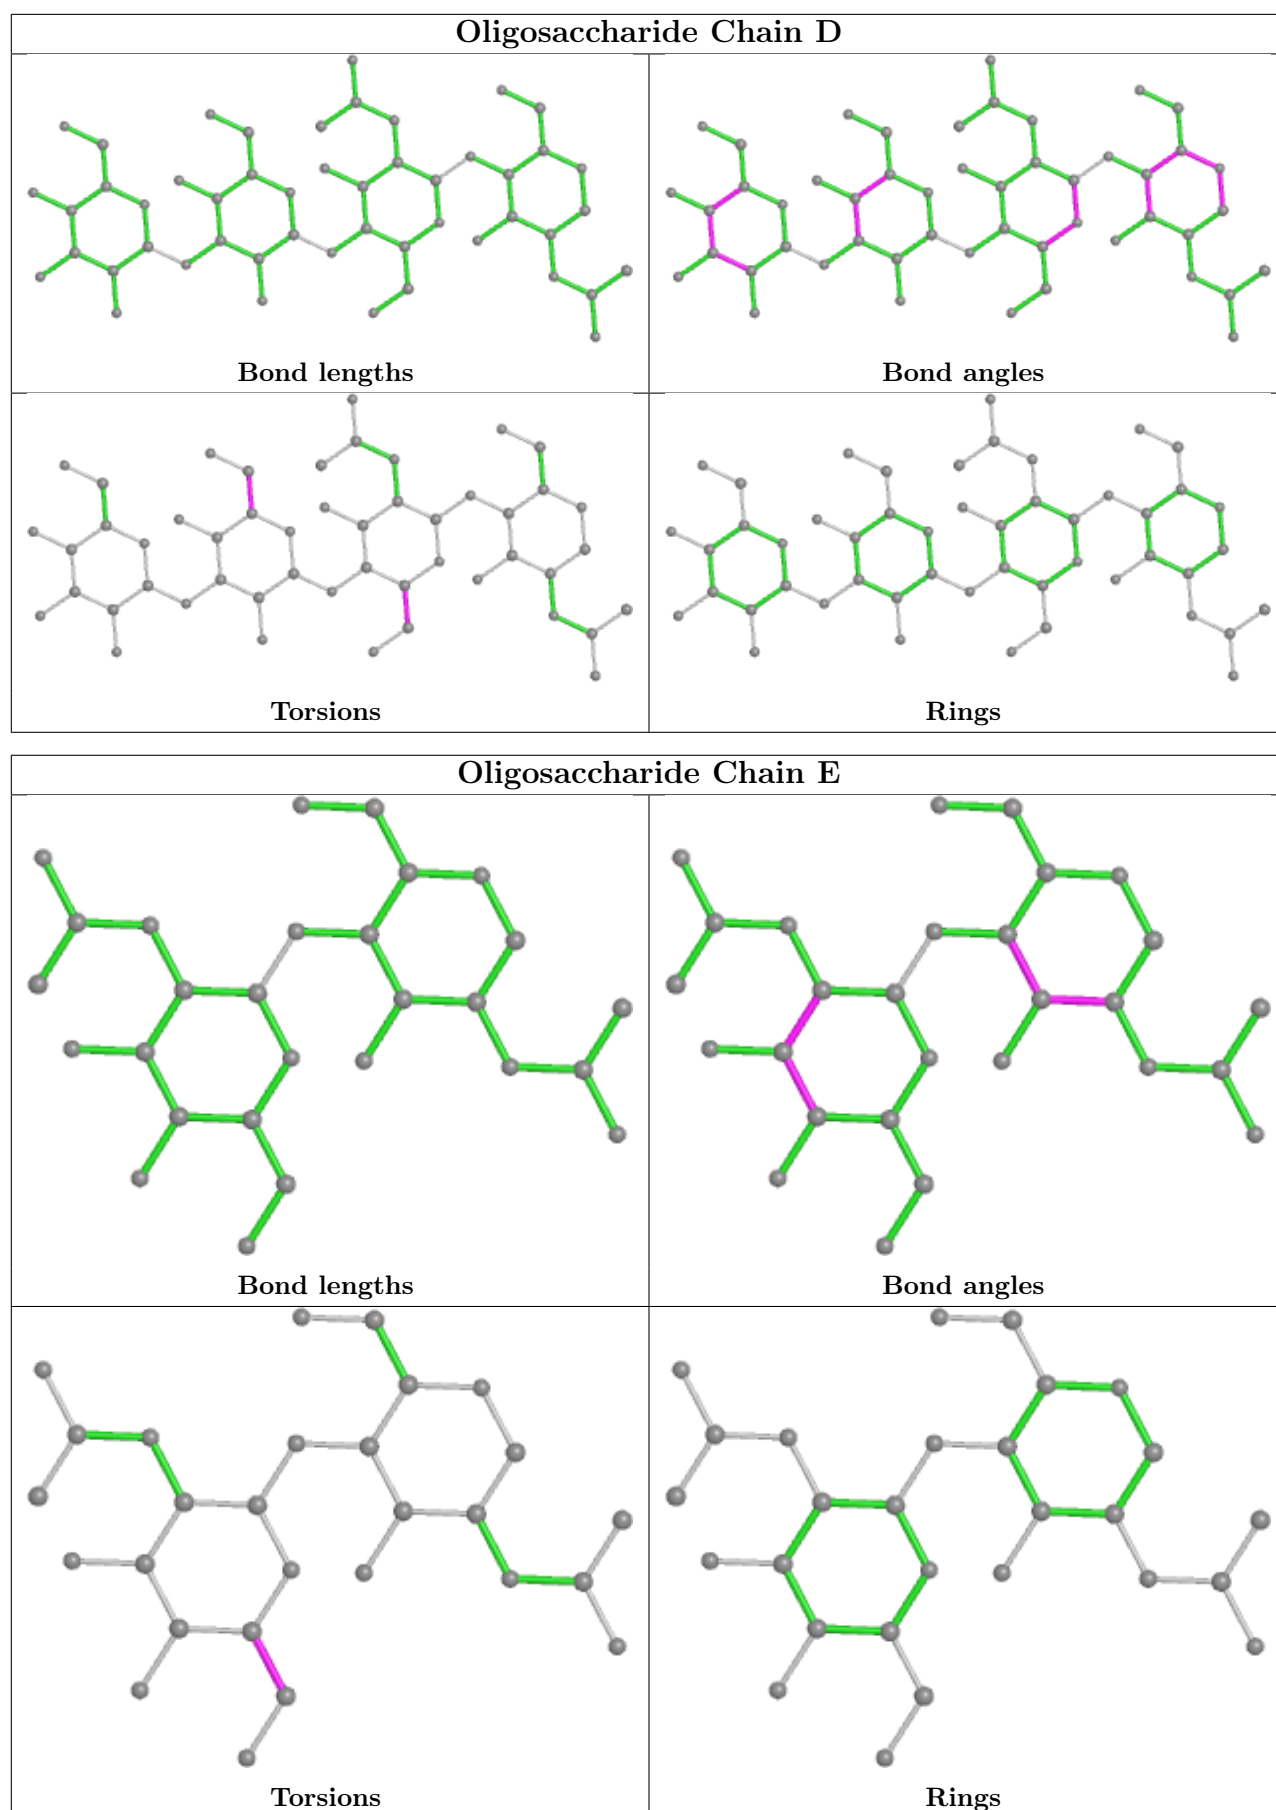 Oligosaccharide Chain D
Bond lengths
Bond angles
Torsions
Rings
Oligosaccharide Chain E
Bond lengths
Bond angles
Torsions
Rings